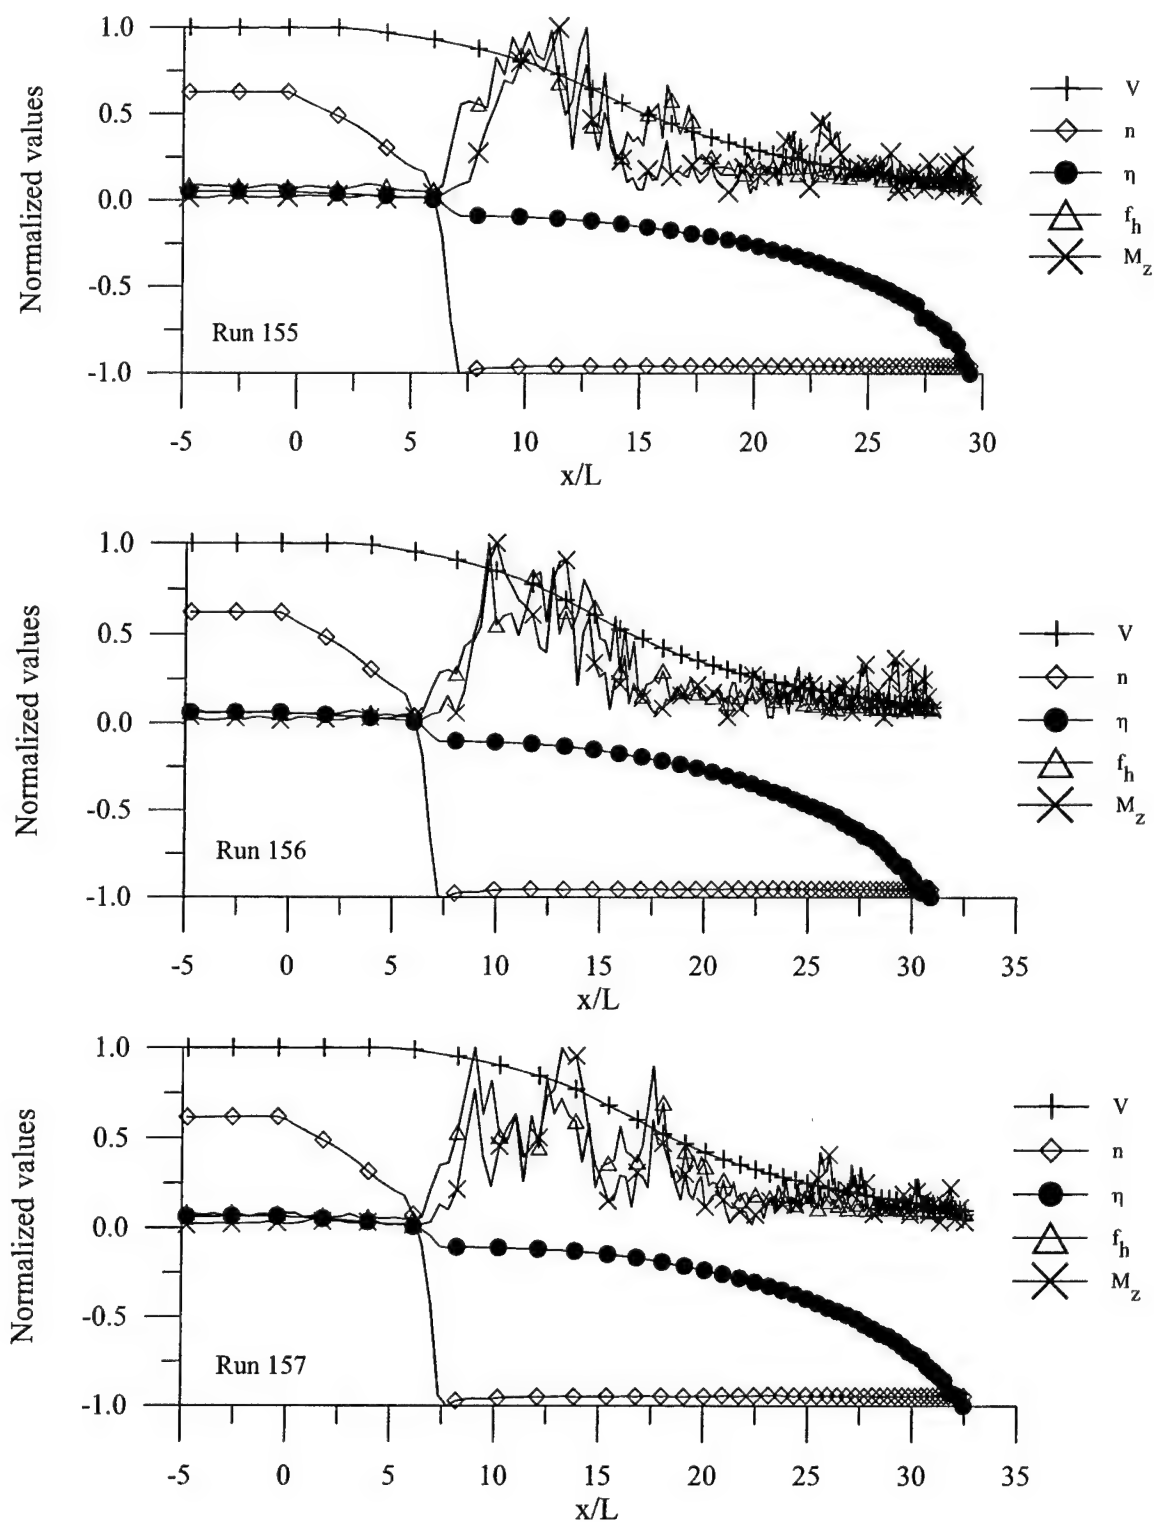 1.0
0.5
0.0
-0.5
-1.0
Normalized values
Run 155
-5 0 5 10 15 20 25 30
x/L
V
n
η
f_h
M_z
1.0
0.5
0.0
-0.5
-1.0
Normalized values
Run 156
-5 0 5 10 15 20 25 30 35
x/L
V
n
η
f_h
M_z
1.0
0.5
0.0
-0.5
-1.0
Normalized values
Run 157
-5 0 5 10 15 20 25 30 35
x/L
V
n
η
f_h
M_z